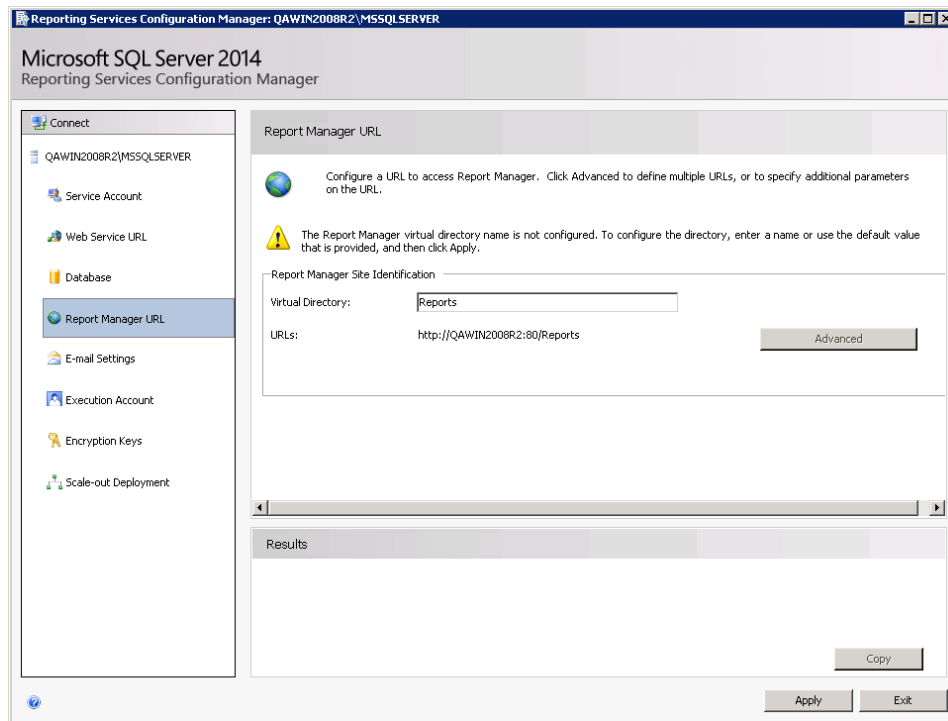 Reporting Services Configuration Manager: QAWIN2008R2\MSSQLSERVER
Microsoft SQL Server 2014
Reporting Services Configuration Manager
Connect
QAWIN2008R2\MSSQLSERVER
Service Account
Web Service URL
Database
Report Manager URL
E-mail Settings
Execution Account
Encryption Keys
Scale-out Deployment
Report Manager URL
Configure a URL to access Report Manager. Click Advanced to define multiple URLs, or to specify additional parameters
on the URL.
The Report Manager virtual directory name is not configured. To configure the directory, enter a name or use the default value
that is provided, and then click Apply.
Report Manager Site Identification
Virtual Directory: Reports
URLs: http://QAWIN2008R2:80/Reports
Advanced
Results
Copy
Apply Exit